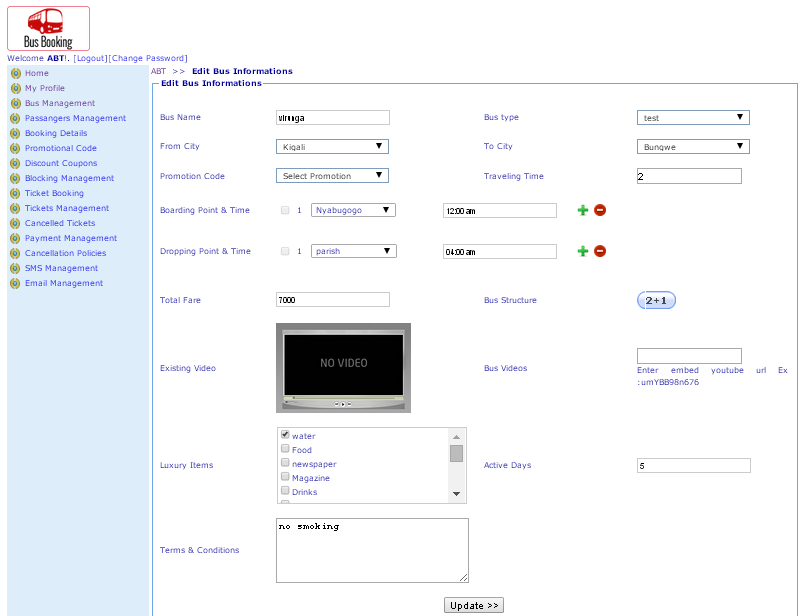 Bus Booking
Welcome ABT!. [Logout][Change Password]
ABT >> Edit Bus Informations
Home
My Profile
Bus Management
Passangers Management
Booking Details
Promotional Code
Discount Coupons
Blocking Management
Ticket Booking
Tickets Management
Cancelled Tickets
Payment Management
Cancellation Policies
SMS Management
Email Management
Edit Bus Informations
Bus Name virunga Bus type test
From City Kigali To City Bungwe
Promotion Code Select Promotion Traveling Time 2
Boarding Point & Time 1 Nyabugogo 12:00 am
Dropping Point & Time 1 parish 04:00 am
Total Fare 7000 Bus Structure 2+1
Existing Video NO VIDEO Bus Videos
Enter embed youtube url Ex
:umYBB98n676
Luxury Items
water
Food
newspaper
Magazine
Drinks
Active Days 5
Terms & Conditions no smoking
Update >>